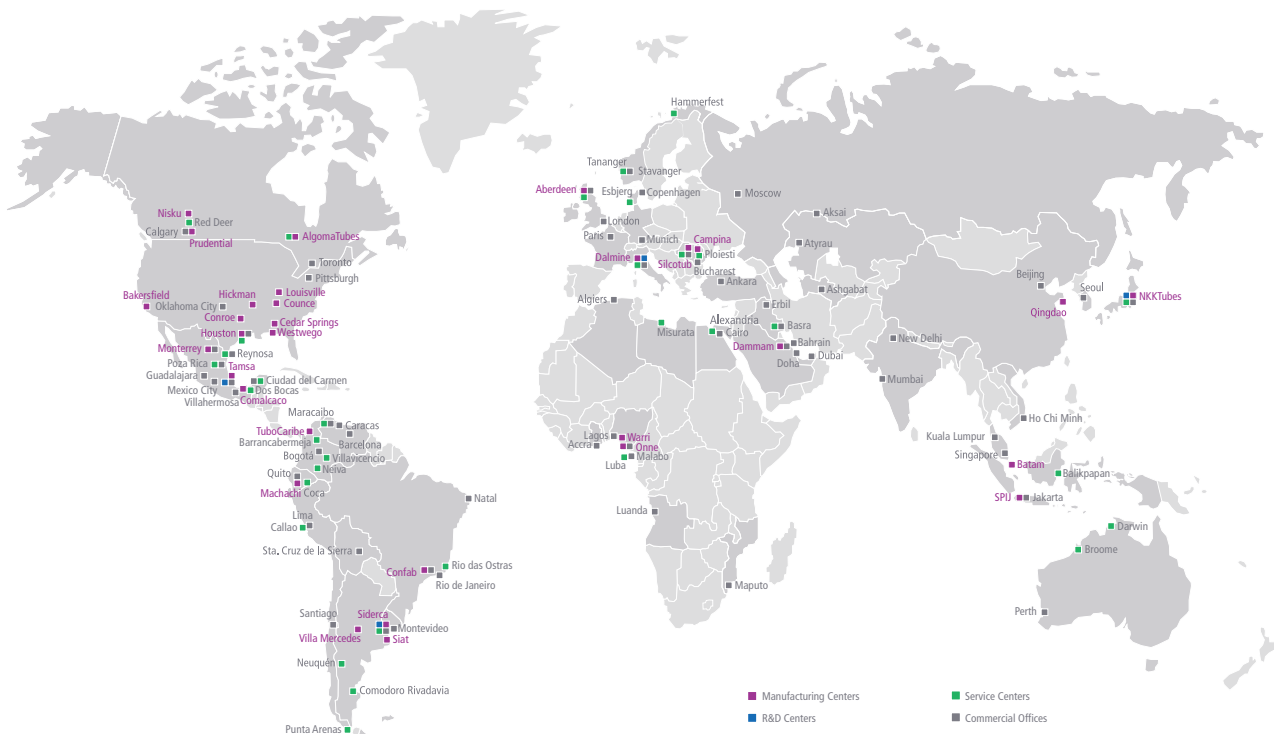 Hammerfest
Tananger
Stavanger
Aberdeen
Esbjerg
Copenhagen
Moscow
Nisku
Red Deer
Calgary
Prudential
AlgomaTubes
London
Aksai
Paris
Munich
Campina
Atyrau
Toronto
Dalmine
Silcotub
Ploiesti
Bucharest
Pittsburgh
Ankara
Beijing
Seoul
Bakersfield
Hickman
Louisville
Oklahoma City
Counce
Algiers
Erbil
Ashgabat
NKKTubes
Qingdao
Conroe
Cedar Springs
Houston
Westwego
Misurata
Alexandria
Cairo
Basra
New Delhi
Monterrey
Reynosa
Dammam
Bahrain
Doha
Dubai
Poza Rica
Tamsa
Guadalajara
Ciudad del Carmen
Mexico City
Dos Bocas
Villahermosa
Comalcaco
Mumbai
Maracaibo
Caracas
Ho Chi Minh
TuboCaribe
Barrancabermeja
Barcelona
Lagos
Warri
Accra
Onne
Kuala Lumpur
Bogotá
Villavicencio
Malabo
Singapore
Luba
Neiva
Batam
Quito
Balikpapan
Machachi
Coca
Natal
SPIJ
Jakarta
Lima
Luanda
Callao
Darwin
Sta. Cruz de la Sierra
Broome
Rio das Ostras
Confab
Rio de Janeiro
Maputo
Santiago
Siderca
Perth
Montevideo
Villa Mercedes
Siat
Neuquén
Comodoro Rivadavia
Punta Arenas
Manufacturing Centers
Service Centers
R&D Centers
Commercial Offices